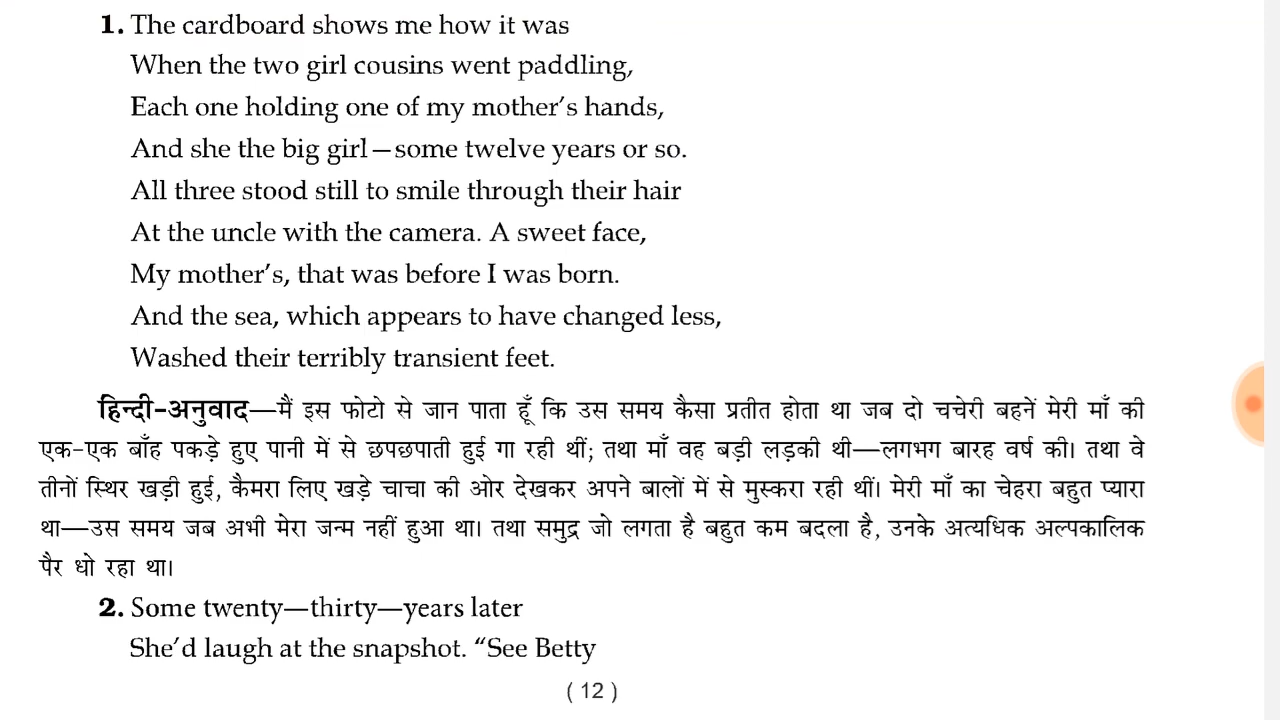 1. The cardboard shows me how it was
When the two girl cousins went paddling,
Each one holding one of my mother's hands,
And she the big girl—some twelve years or so.
All three stood still to smile through their hair
At the uncle with the camera. A sweet face,
My mother's, that was before I was born.
And the sea, which appears to have changed less,
Washed their terribly transient feet.
हिन्दी-अनुवाद—मैं इस फोटो से जान पाता हूँ कि उस समय कैसा प्रतीत होता था जब दो चचेरी बहनें मेरी माँ की
एक-एक बाँह पकड़े हुए पानी में से छपछपाती हुई गा रही थीं; तथा माँ वह बड़ी लड़की थी—लगभग बारह वर्ष की। तथा वे
तीनों स्थिर खड़ी हुई, कैमरा लिए खड़े चाचा की ओर देखकर अपने बालों में से मुस्करा रही थीं। मेरी माँ का चेहरा बहुत प्यारा
था—उस समय जब अभी मेरा जन्म नहीं हुआ था। तथा समुद्र जो लगता है बहुत कम बदला है, उनके अत्यधिक अल्पकालिक
पैर धो रहा था।
2. Some twenty—thirty—years later
She'd laugh at the snapshot. “See Betty
( 12 )